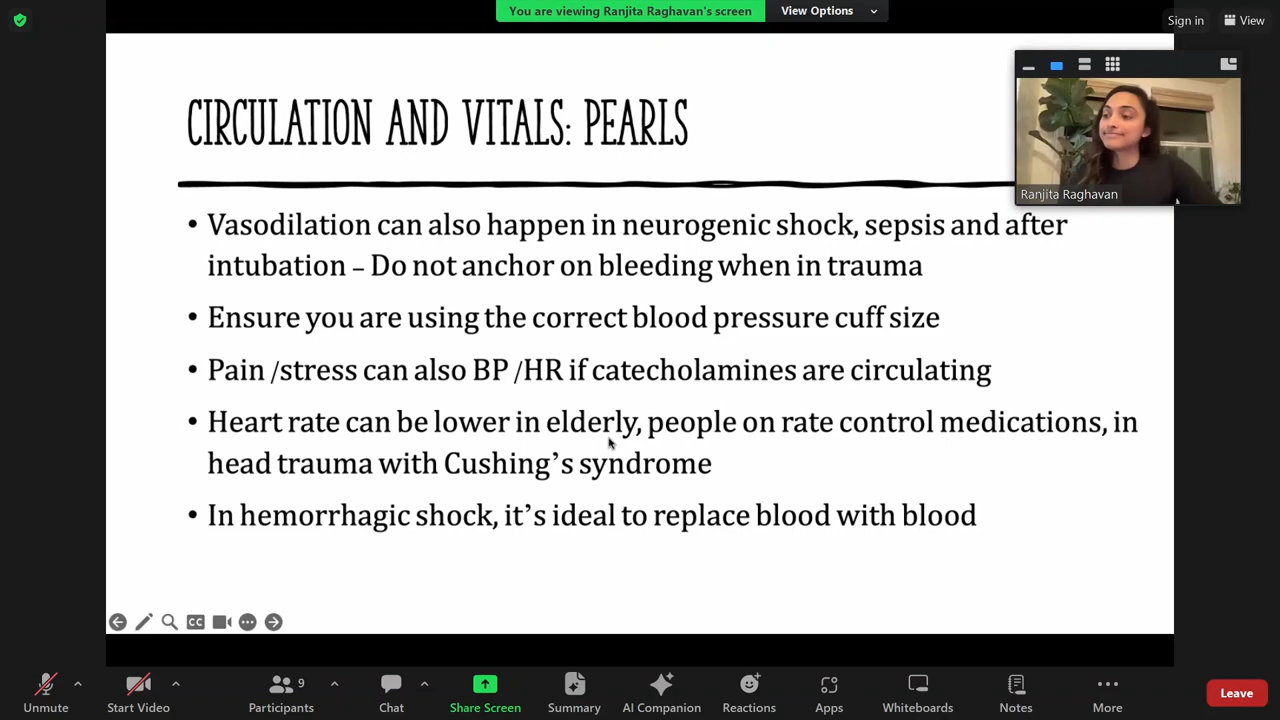 You are viewing Ranjita Raghavan's screen
View Options
Sign in
View
CIRCULATION AND VITALS: PEARLS
Ranjita Raghavan
• Vasodilation can also happen in neurogenic shock, sepsis and after
intubation – Do not anchor on bleeding when in trauma
• Ensure you are using the correct blood pressure cuff size
• Pain /stress can also BP /HR if catecholamines are circulating
• Heart rate can be lower in elderly, people on rate control medications, in
head trauma with Cushing's syndrome
• In hemorrhagic shock, it's ideal to replace blood with blood
CC
9
Unmute
Start Video
Participants
Chat
Share Screen
Summary
AI Companion
Reactions
Apps
Whiteboards
Notes
More
Leave